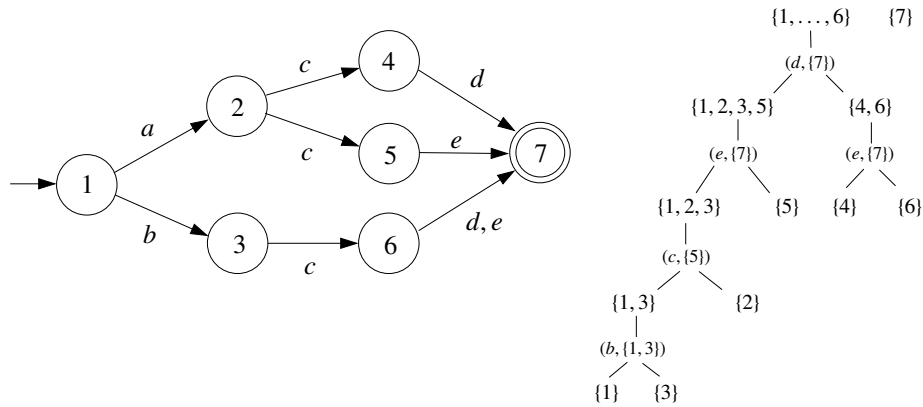 {1, . . . , 6} {7}
(d, {7})
{1, 2, 3, 5} {4, 6}
(e, {7}) (e, {7})
{1, 2, 3} {5} {4} {6}
(c, {5})
{1, 3} {2}
(b, {1, 3})
{1} {3}
c
4
d
a
2
c
5
e
7
1
b
3
c
6
d, e